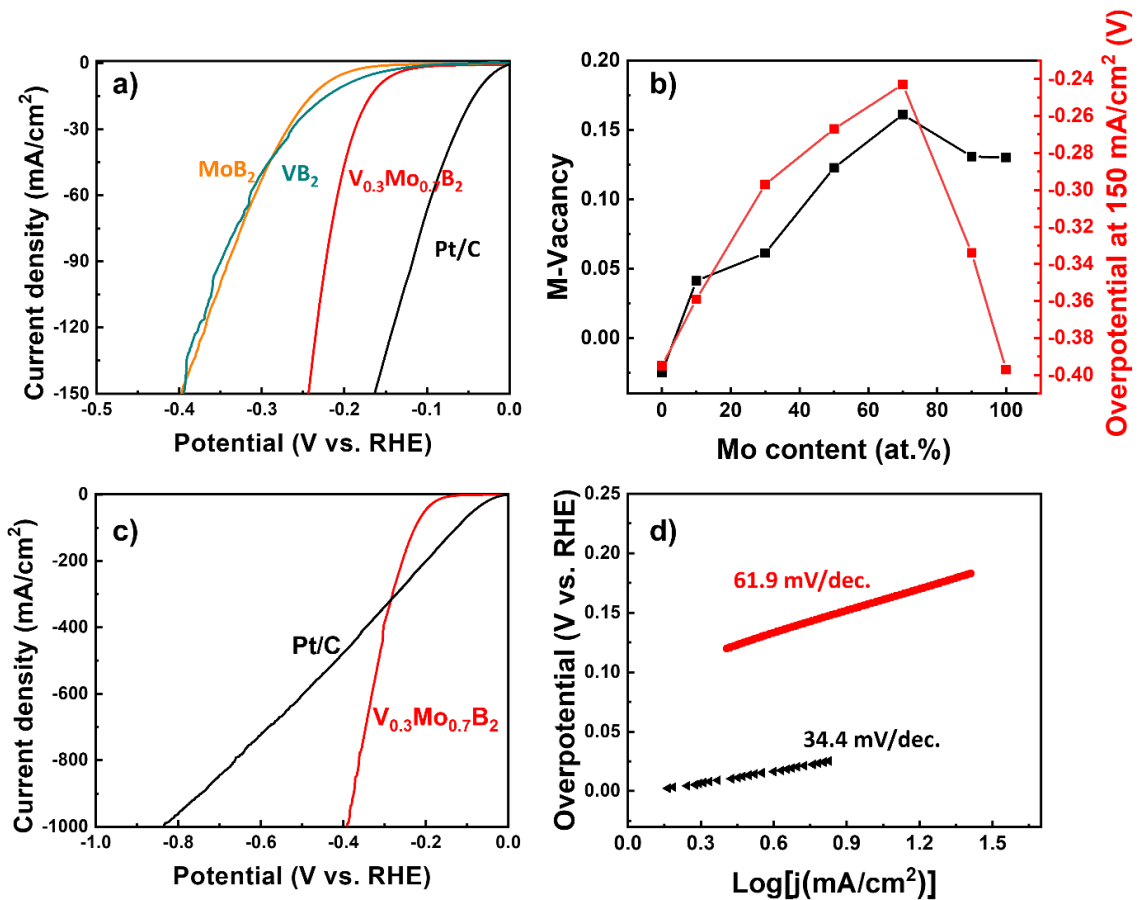 a)
0
-30
-60
-90
-120
-150
Current density (mA/cm²)
MoB₂
VB₂
V₀.₃Mo₀.₇B₂
Pt/C
-0.5
-0.4
-0.3
-0.2
-0.1
0.0
Potential (V vs. RHE)
b)
0.20
0.15
0.10
0.05
0.00
M-Vacancy
-0.24
-0.26
-0.28
-0.30
-0.32
-0.34
-0.36
-0.38
-0.40
Overpotential at 150 mA/cm² (V)
0
20
40
60
80
100
Mo content (at.%)
c)
0
-200
-400
-600
-800
-1000
Current density (mA/cm²)
Pt/C
V₀.₃Mo₀.₇B₂
-1.0
-0.8
-0.6
-0.4
-0.2
0.0
Potential (V vs. RHE)
d)
0.25
0.20
0.15
0.10
0.05
0.00
Overpotential (V vs. RHE)
61.9 mV/dec.
34.4 mV/dec.
0.0
0.3
0.6
0.9
1.2
1.5
Log[j(mA/cm²)]